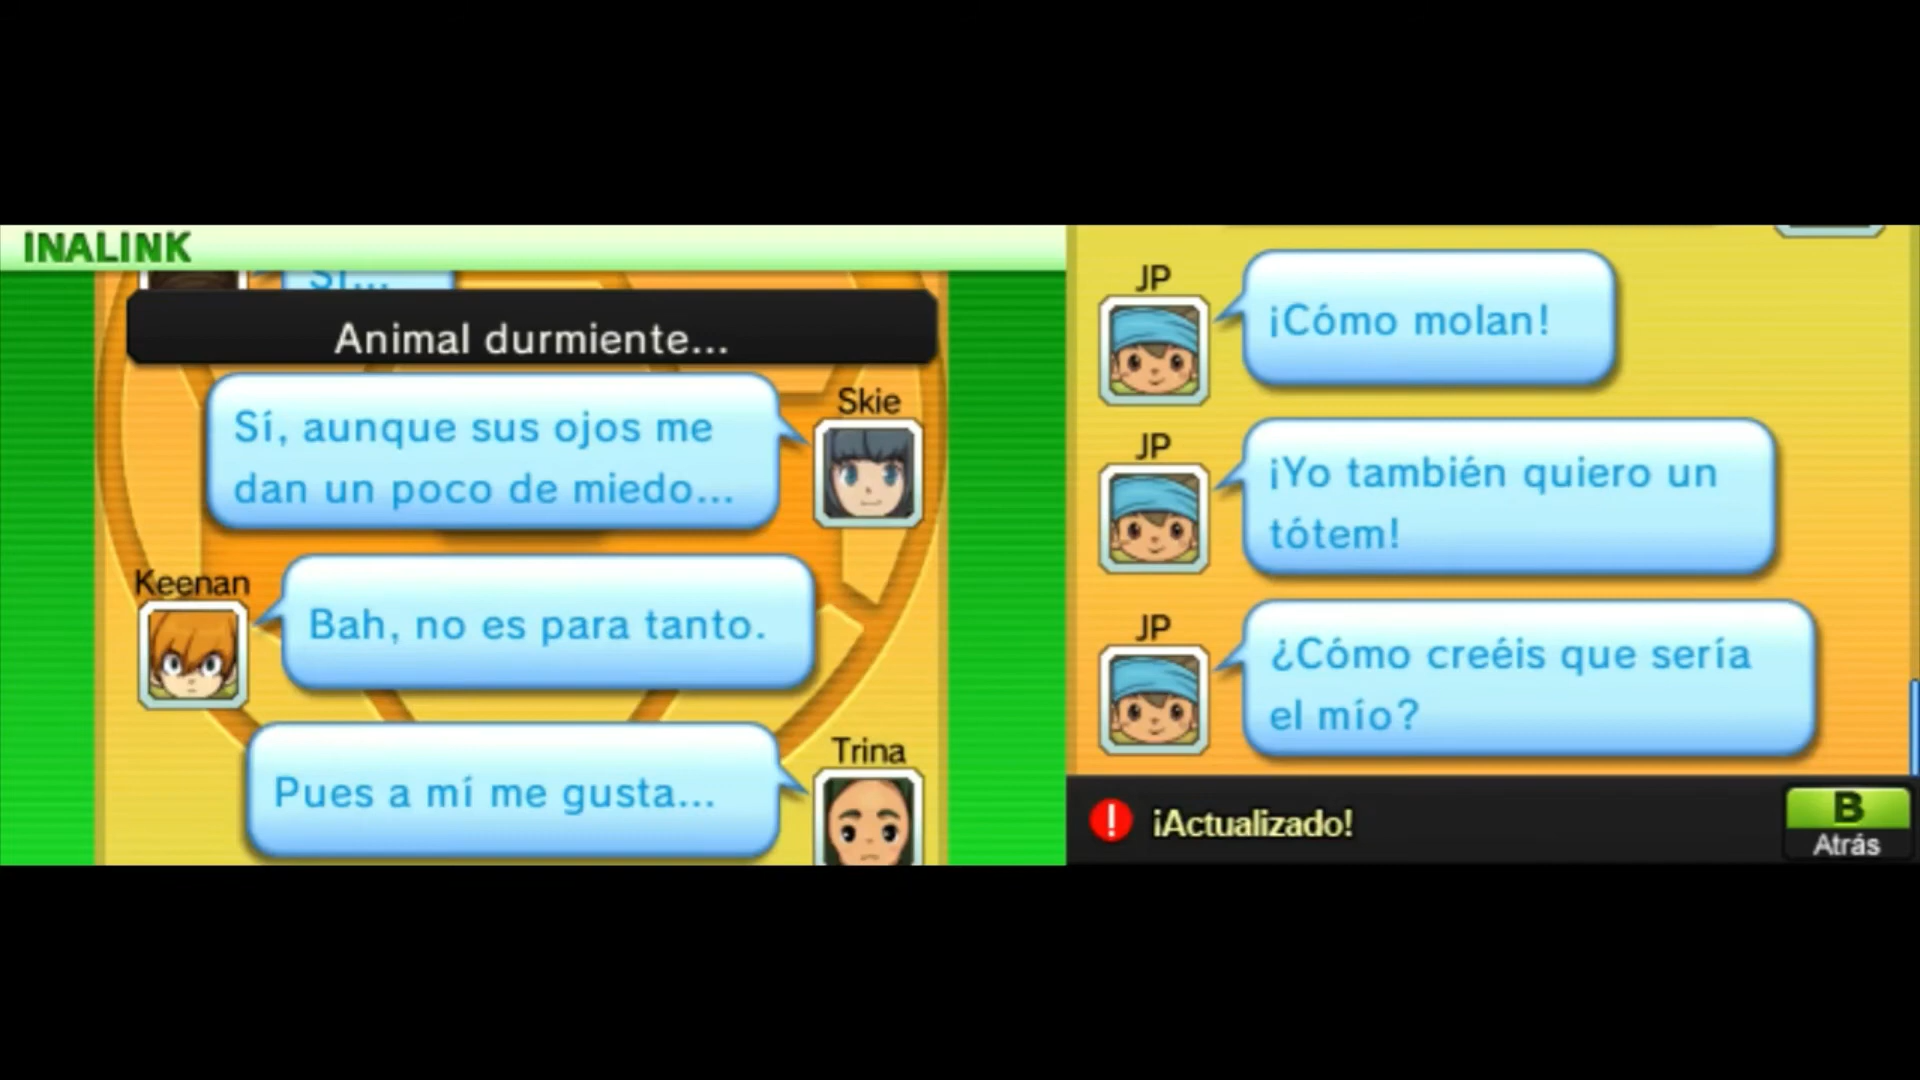 INALINK
Sí...
Animal durmiente...
Skie
Sí, aunque sus ojos me
dan un poco de miedo...
Keenan
Bah, no es para tanto.
Trina
Pues a mí me gusta...
JP
¡Cómo molan!
JP
¡Yo también quiero un
tótem!
JP
¿Cómo creéis que sería
el mío?
! ¡Actualizado!
B
Atrás